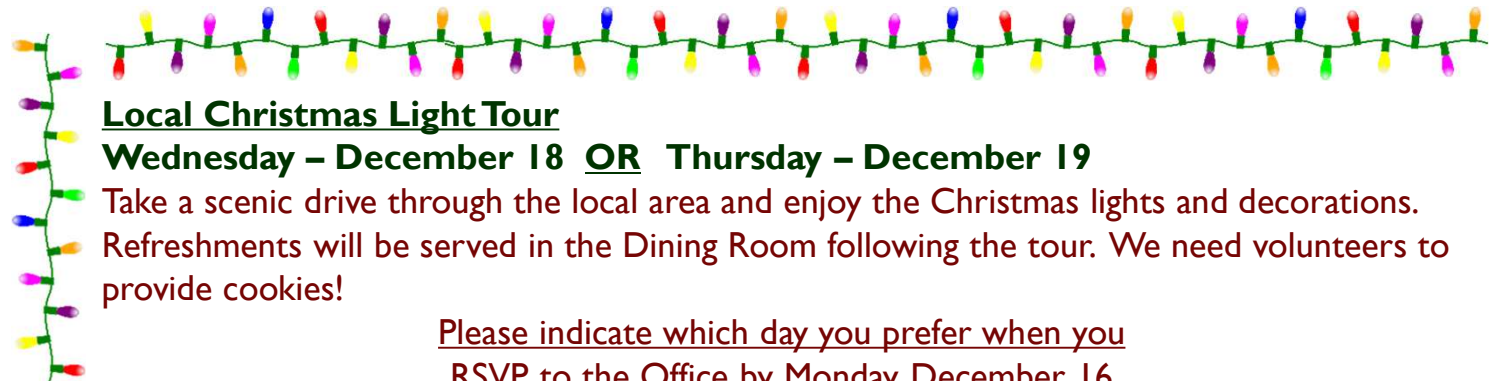 Local Christmas Light Tour
Wednesday – December 18 OR Thursday – December 19
Take a scenic drive through the local area and enjoy the Christmas lights and decorations.
Refreshments will be served in the Dining Room following the tour. We need volunteers to
provide cookies!
Please indicate which day you prefer when you
RSVP to the Office by Monday December 16